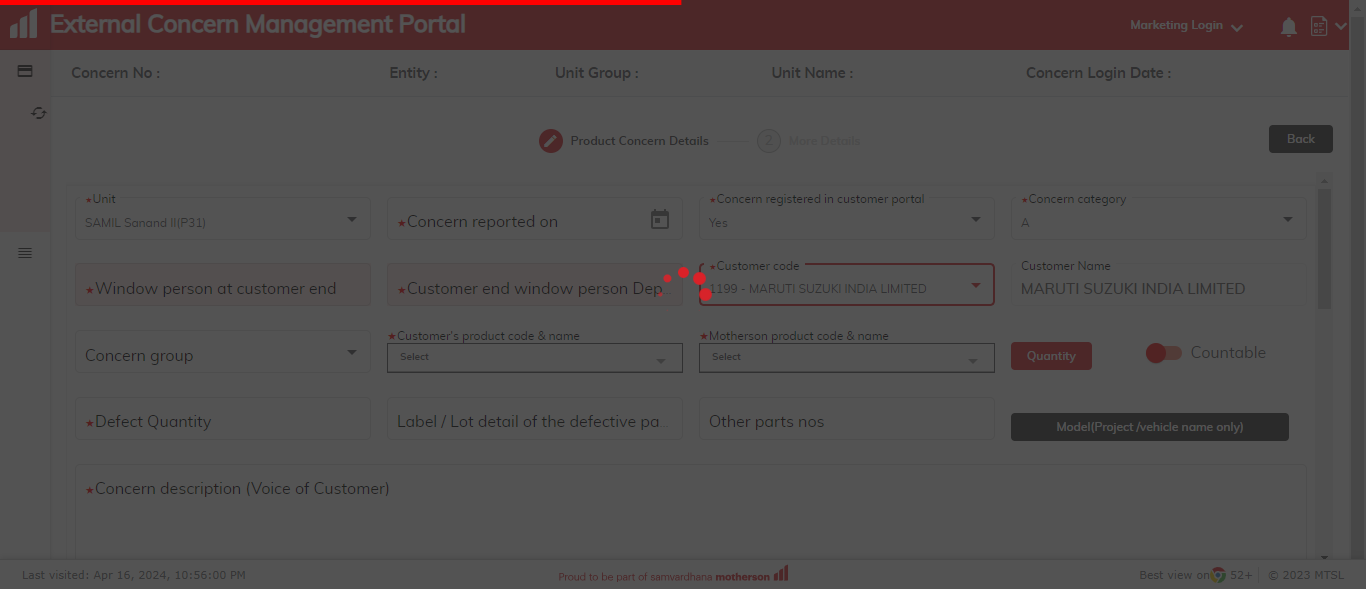 External Concern Management Portal
Marketing Login
Concern No :
Entity :
Unit Group :
Unit Name :
Concern Login Date :
Product Concern Details
2
More Details
Back
*Unit
SAMIL Sanand II(P31)
*Concern reported on
*Concern registered in customer portal
Yes
*Concern category
A
*Window person at customer end
*Customer end window person Dep...
*Customer code
1199 - MARUTI SUZUKI INDIA LIMITED
Customer Name
MARUTI SUZUKI INDIA LIMITED
Concern group
*Customer's product code & name
Select
*Motherson product code & name
Select
Quantity
Countable
*Defect Quantity
Label / Lot detail of the defective pa...
Other parts nos
Model(Project /vehicle name only)
*Concern description (Voice of Customer)
Last visited: Apr 16, 2024, 10:56:00 PM
Proud to be part of samvardhana motherson
Best view on 52+ | © 2023 MTSL